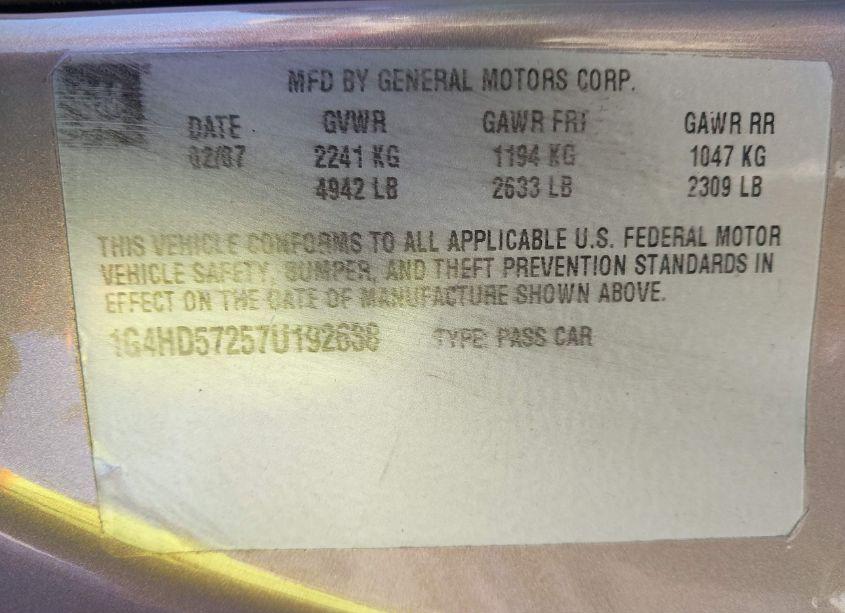 MFD BY GENERAL MOTORS CORP.
DATE GVWR GAWR FRT GAWR RR
02/07 2241 KG 1194 KG 1047 KG
4942 LB 2633 LB 2309 LB
THIS VEHICLE CONFORMS TO ALL APPLICABLE U.S. FEDERAL MOTOR
VEHICLE SAFETY, BUMPER, AND THEFT PREVENTION STANDARDS IN
EFFECT ON THE DATE OF MANUFACTURE SHOWN ABOVE.
1G4HD57257U192638 TYPE: PASS CAR